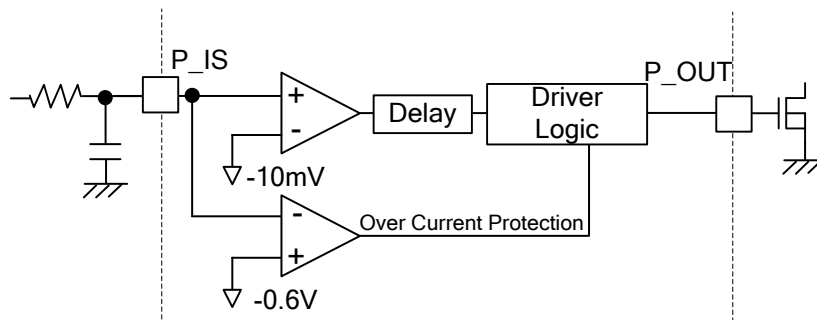 P_IS
P_OUT
+
-
Delay
Driver
Logic
-10mV
-
+
Over Current Protection
-0.6V